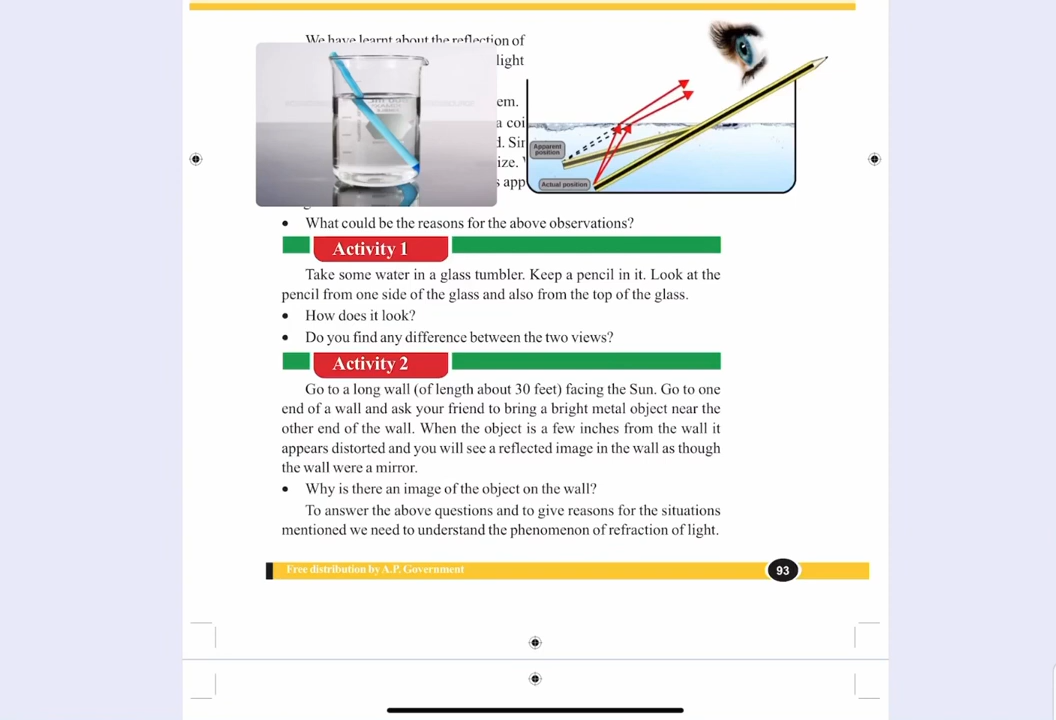 We have learnt about the reflection of
light
em.
a coi
d. Sir
ize.
s app
Apparent
position
Actual position
• What could be the reasons for the above observations?
Activity 1
Take some water in a glass tumbler. Keep a pencil in it. Look at the
pencil from one side of the glass and also from the top of the glass.
• How does it look?
• Do you find any difference between the two views?
Activity 2
Go to a long wall (of length about 30 feet) facing the Sun. Go to one
end of a wall and ask your friend to bring a bright metal object near the
other end of the wall. When the object is a few inches from the wall it
appears distorted and you will see a reflected image in the wall as though
the wall were a mirror.
• Why is there an image of the object on the wall?
To answer the above questions and to give reasons for the situations
mentioned we need to understand the phenomenon of refraction of light.
Free distribution by A.P. Government
93